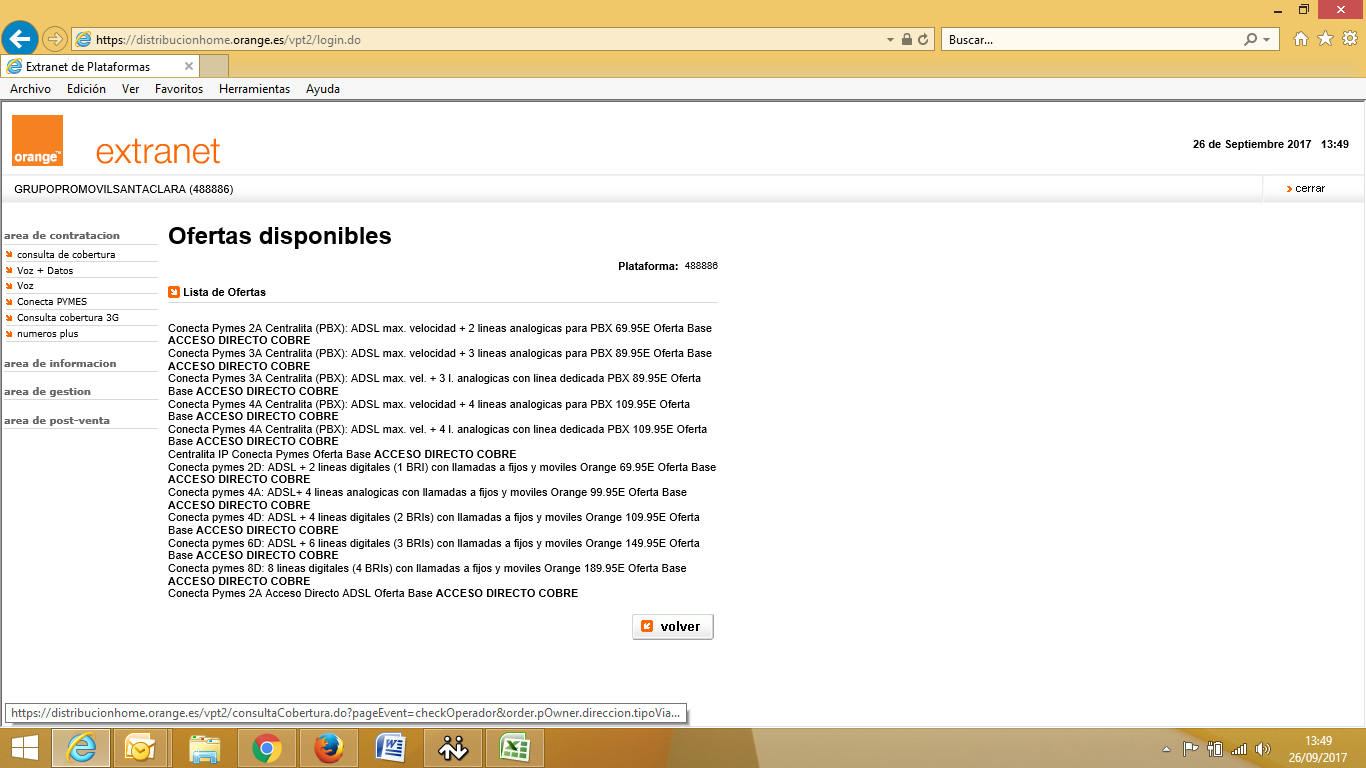 https://distribucionhome.orange.es/vpt2/login.do
Buscar...
Extranet de Plataformas
Archivo Edición Ver Favoritos Herramientas Ayuda
orange™
extranet
26 de Septiembre 2017 13:49
GRUPOPROMOVILSANTACLARA (488886)
cerrar
area de contratacion
consulta de cobertura
Voz + Datos
Voz
Conecta PYMES
Consulta cobertura 3G
numeros plus
area de informacion
area de gestion
area de post-venta
Ofertas disponibles
Plataforma: 488886
Lista de Ofertas
Conecta Pymes 2A Centralita (PBX): ADSL max. velocidad + 2 lineas analogicas para PBX 69.95E Oferta Base
ACCESO DIRECTO COBRE
Conecta Pymes 3A Centralita (PBX): ADSL max. velocidad + 3 lineas analogicas para PBX 89.95E Oferta Base
ACCESO DIRECTO COBRE
Conecta Pymes 3A Centralita (PBX): ADSL max. vel. + 3 l. analogicas con linea dedicada PBX 89.95E Oferta
Base ACCESO DIRECTO COBRE
Conecta Pymes 4A Centralita (PBX): ADSL max. velocidad + 4 lineas analogicas para PBX 109.95E Oferta
Base ACCESO DIRECTO COBRE
Conecta Pymes 4A Centralita (PBX): ADSL max. vel. + 4 l. analogicas con linea dedicada PBX 109.95E Oferta
Base ACCESO DIRECTO COBRE
Centralita IP Conecta Pymes Oferta Base ACCESO DIRECTO COBRE
Conecta pymes 2D: ADSL + 2 lineas digitales (1 BRI) con llamadas a fijos y moviles Orange 69.95E Oferta Base
ACCESO DIRECTO COBRE
Conecta pymes 4A: ADSL+ 4 lineas analogicas con llamadas a fijos y moviles Orange 99.95E Oferta Base
ACCESO DIRECTO COBRE
Conecta pymes 4D: ADSL + 4 lineas digitales (2 BRIs) con llamadas a fijos y moviles Orange 109.95E Oferta
Base ACCESO DIRECTO COBRE
Conecta pymes 6D: ADSL + 6 lineas digitales (3 BRIs) con llamadas a fijos y moviles Orange 149.95E Oferta
Base ACCESO DIRECTO COBRE
Conecta pymes 8D: 8 lineas digitales (4 BRIs) con llamadas a fijos y moviles Orange 189.95E Oferta Base
ACCESO DIRECTO COBRE
Conecta Pymes 2A Acceso Directo ADSL Oferta Base ACCESO DIRECTO COBRE
volver
https://distribucionhome.orange.es/vpt2/consultaCobertura.do?pageEvent=checkOperador&order.pOwner.direccion.tipoVia...
13:49
26/09/2017